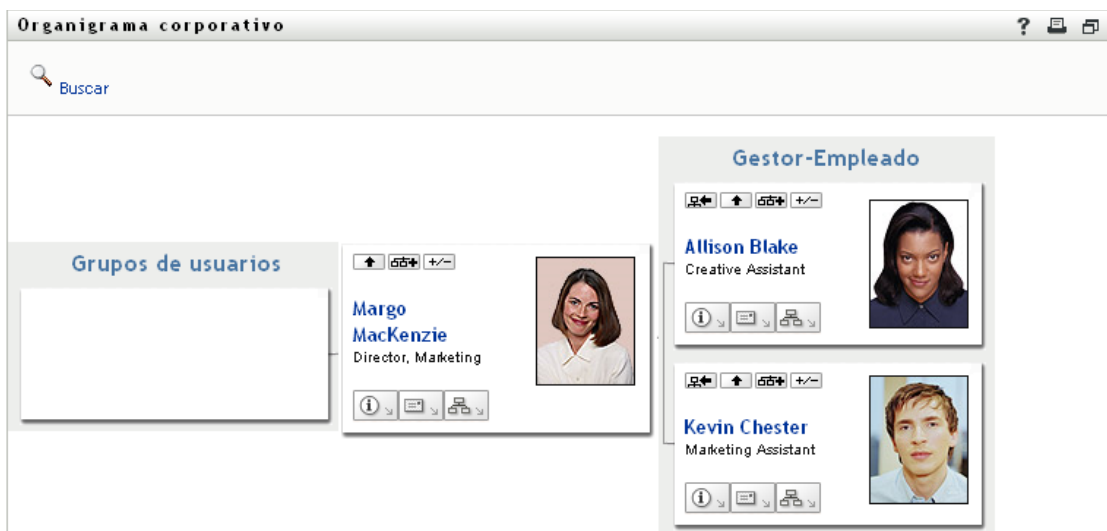 Organigrama corporativo
?
Buscar
Gestor-Empleado
+/-
Allison Blake
Creative Assistant
Grupos de usuarios
+/-
Margo
MacKenzie
Director, Marketing
+/-
Kevin Chester
Marketing Assistant